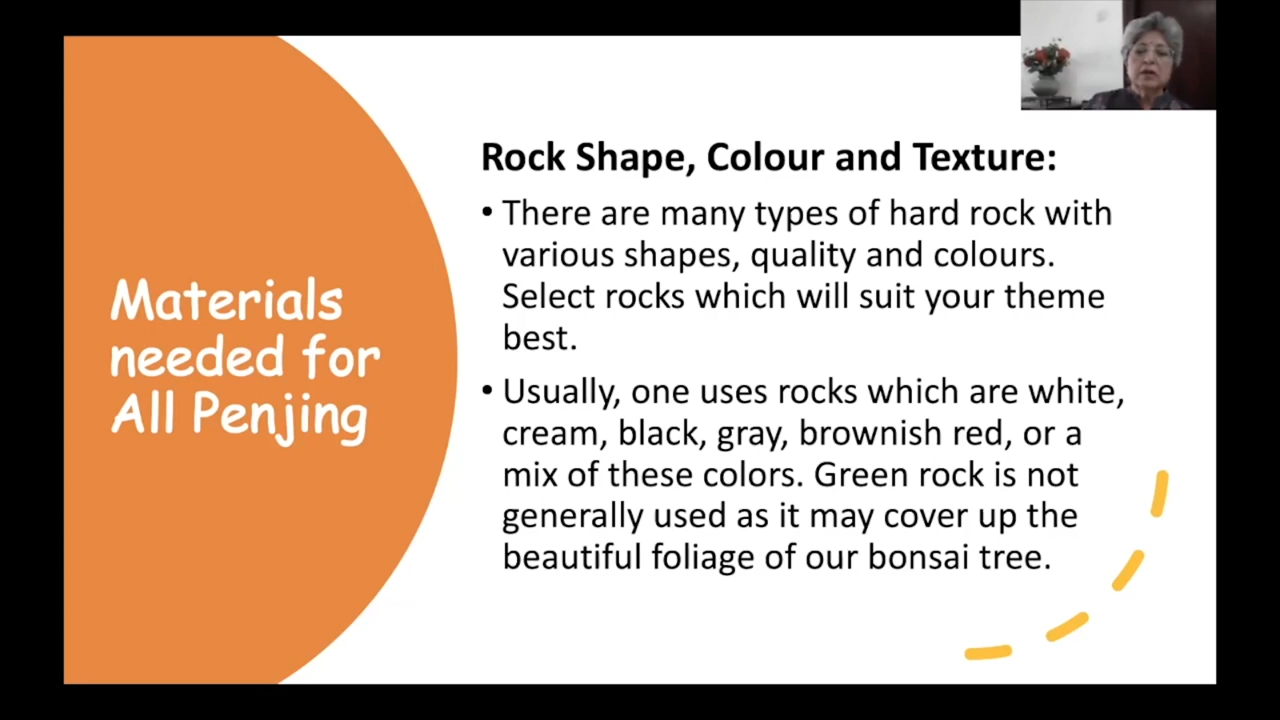 Materials
needed for
All Penjing
Rock Shape, Colour and Texture:
• There are many types of hard rock with
various shapes, quality and colours.
Select rocks which will suit your theme
best.
• Usually, one uses rocks which are white,
cream, black, gray, brownish red, or a
mix of these colors. Green rock is not
generally used as it may cover up the
beautiful foliage of our bonsai tree.